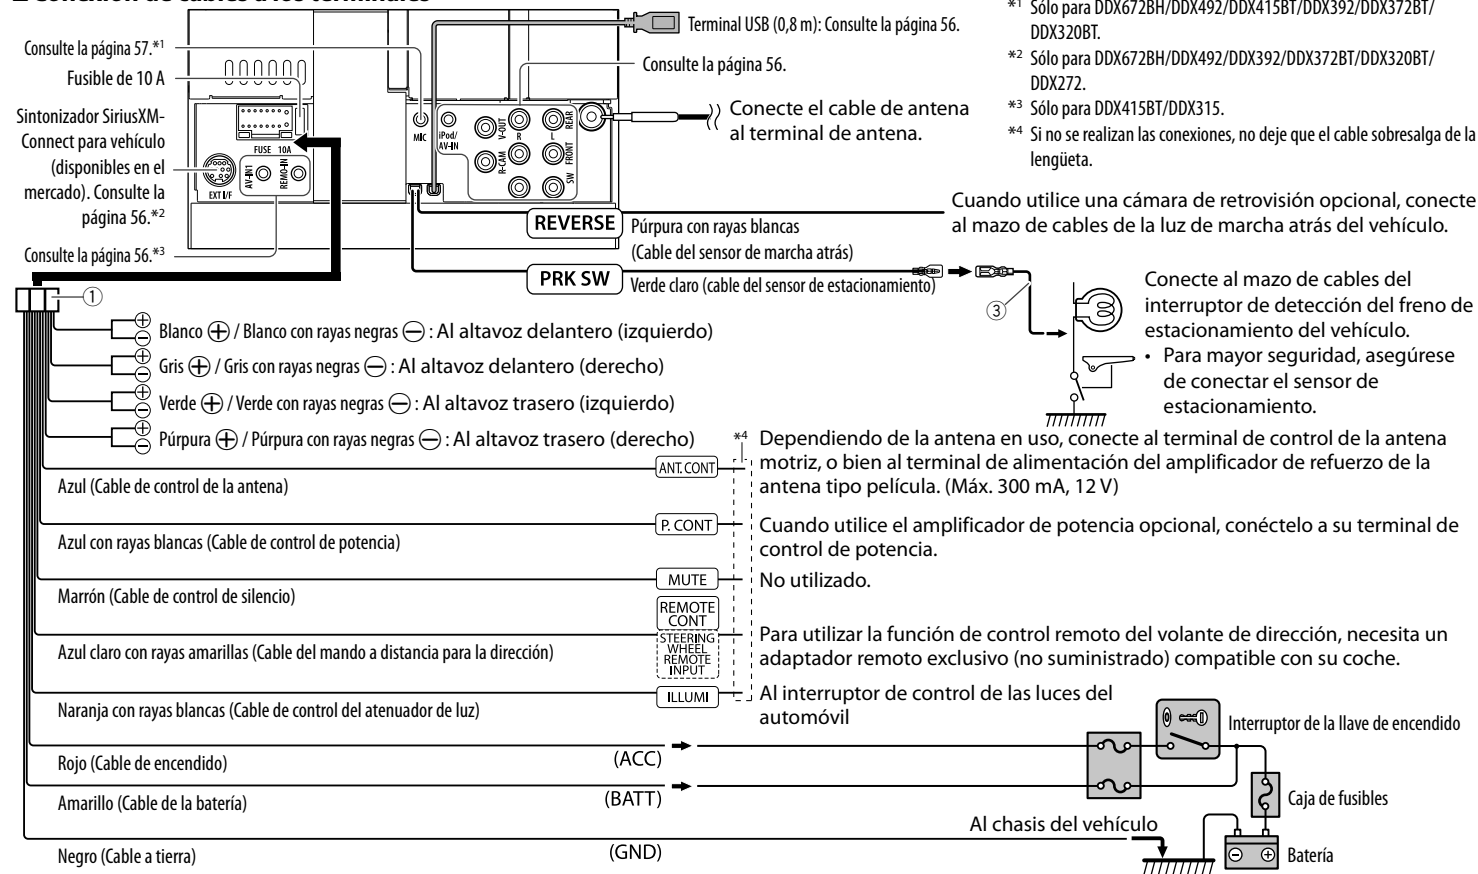 Conexión de cables a los terminales
Consulte la página 57.*1
Fusible de 10 A
Sintonizador SiriusXM-
Connect para vehículo
(disponibles en el
mercado). Consulte la
página 56.*2
Consulte la página 56.*3
FUSE 10A
EXT I/F
AV-IN1
REMO-IN
MIC
iPod/
AV-IN
V-OUT
R-CAM
R
L
REAR
FRONT
SW
Terminal USB (0,8 m): Consulte la página 56.
Consulte la página 56.
Conecte el cable de antena
al terminal de antena.
*1 Sólo para DDX672BH/DDX492/DDX415BT/DDX392/DDX372BT/
DDX320BT.
*2 Sólo para DDX672BH/DDX492/DDX392/DDX372BT/DDX320BT/
DDX272.
*3 Sólo para DDX415BT/DDX315.
*4 Si no se realizan las conexiones, no deje que el cable sobresalga de la
lengüeta.
REVERSE
Púrpura con rayas blancas
(Cable del sensor de marcha atrás)
Cuando utilice una cámara de retrovisión opcional, conecte
al mazo de cables de la luz de marcha atrás del vehículo.
PRK SW
Verde claro (cable del sensor de estacionamiento)
③
Conecte al mazo de cables del
interruptor de detección del freno de
estacionamiento del vehículo.
• Para mayor seguridad, asegúrese
de conectar el sensor de
estacionamiento.
①
⊕ ⊖ Blanco ⊕ / Blanco con rayas negras ⊖ : Al altavoz delantero (izquierdo)
⊕ ⊖ Gris ⊕ / Gris con rayas negras ⊖ : Al altavoz delantero (derecho)
⊕ ⊖ Verde ⊕ / Verde con rayas negras ⊖ : Al altavoz trasero (izquierdo)
⊕ ⊖ Púrpura ⊕ / Púrpura con rayas negras ⊖ : Al altavoz trasero (derecho)
*4
Azul (Cable de control de la antena)
ANT. CONT
Dependiendo de la antena en uso, conecte al terminal de control de la antena
motriz, o bien al terminal de alimentación del amplificador de refuerzo de la
antena tipo película. (Máx. 300 mA, 12 V)
Azul con rayas blancas (Cable de control de potencia)
P. CONT
Cuando utilice el amplificador de potencia opcional, conéctelo a su terminal de
control de potencia.
Marrón (Cable de control de silencio)
MUTE
No utilizado.
Azul claro con rayas amarillas (Cable del mando a distancia para la dirección)
REMOTE
CONT
STEERING
WHEEL
REMOTE
INPUT
Para utilizar la función de control remoto del volante de dirección, necesita un
adaptador remoto exclusivo (no suministrado) compatible con su coche.
Naranja con rayas blancas (Cable de control del atenuador de luz)
ILLUMI
Al interruptor de control de las luces del
automóvil
Interruptor de la llave de encendido
Rojo (Cable de encendido)
(ACC)
Amarillo (Cable de la batería)
(BATT)
Caja de fusibles
Al chasis del vehículo
Negro (Cable a tierra)
(GND)
⊖ ⊕
Batería